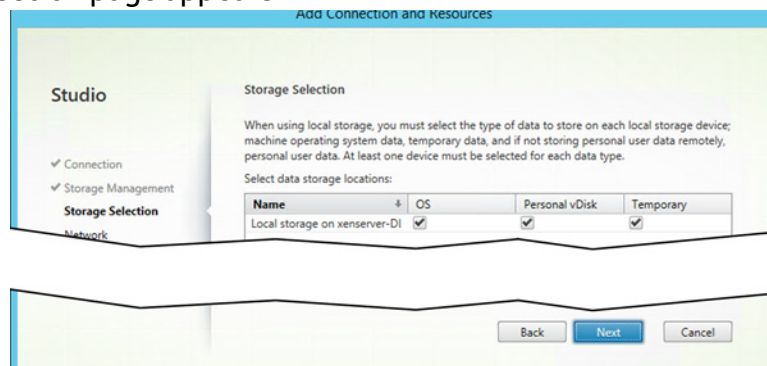 page appears
Add Connection and Resources
Studio
Storage Selection
When using local storage, you must select the type of data to store on each local storage device;
machine operating system data, temporary data, and if not storing personal user data remotely,
personal user data. At least one device must be selected for each data type.
Select data storage locations:
Connection
Storage Management
Storage Selection
Network
Name OS Personal vDisk Temporary
Local storage on xenserver-DI
Back Next Cancel